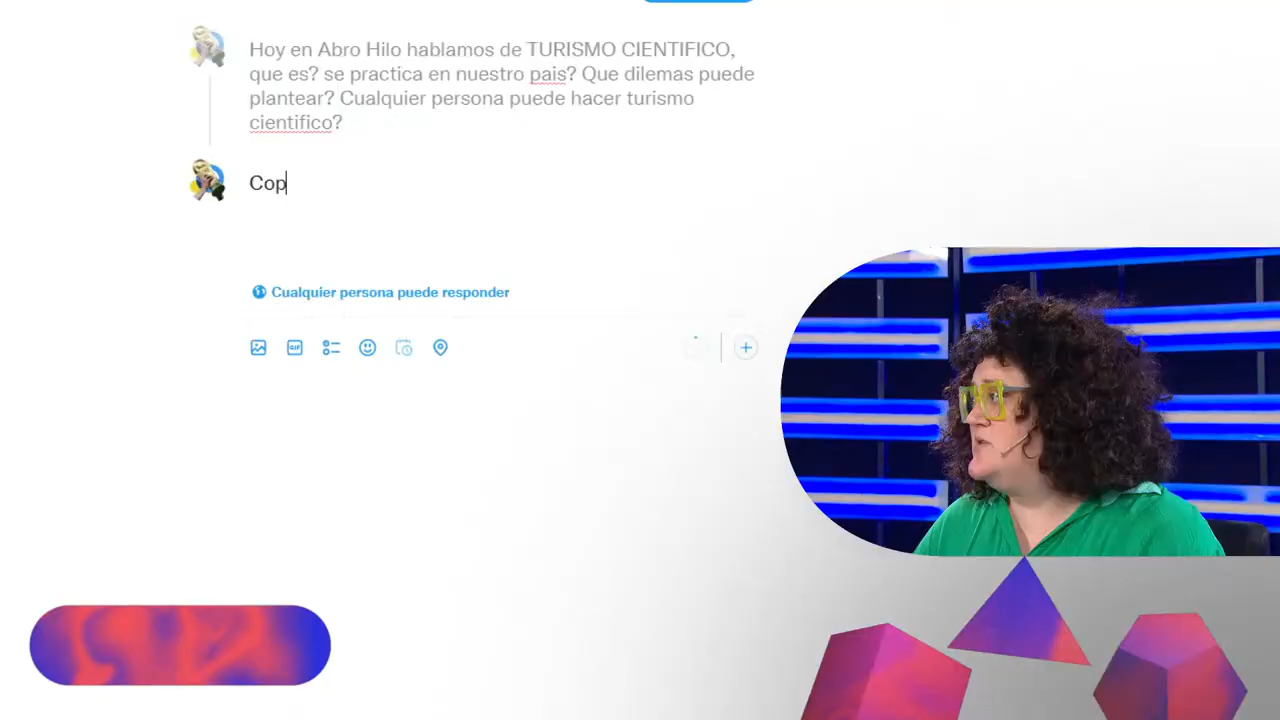 Hoy en Abro Hilo hablamos de TURISMO CIENTIFICO,
que es? se practica en nuestro pais? Que dilemas puede
plantear? Cualquier persona puede hacer turismo
cientifico?
Cop
Cualquier persona puede responder
GIF